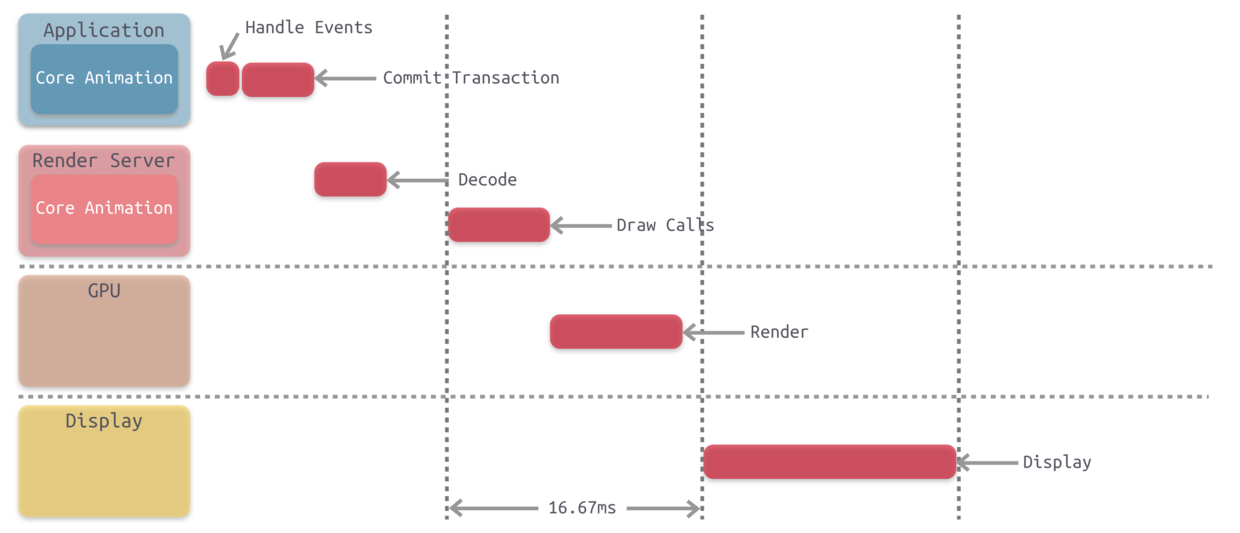 Application
Handle Events
Core Animation
Commit Transaction
Render Server
Core Animation
Decode
Draw Calls
GPU
Render
Display
Display
16.67ms